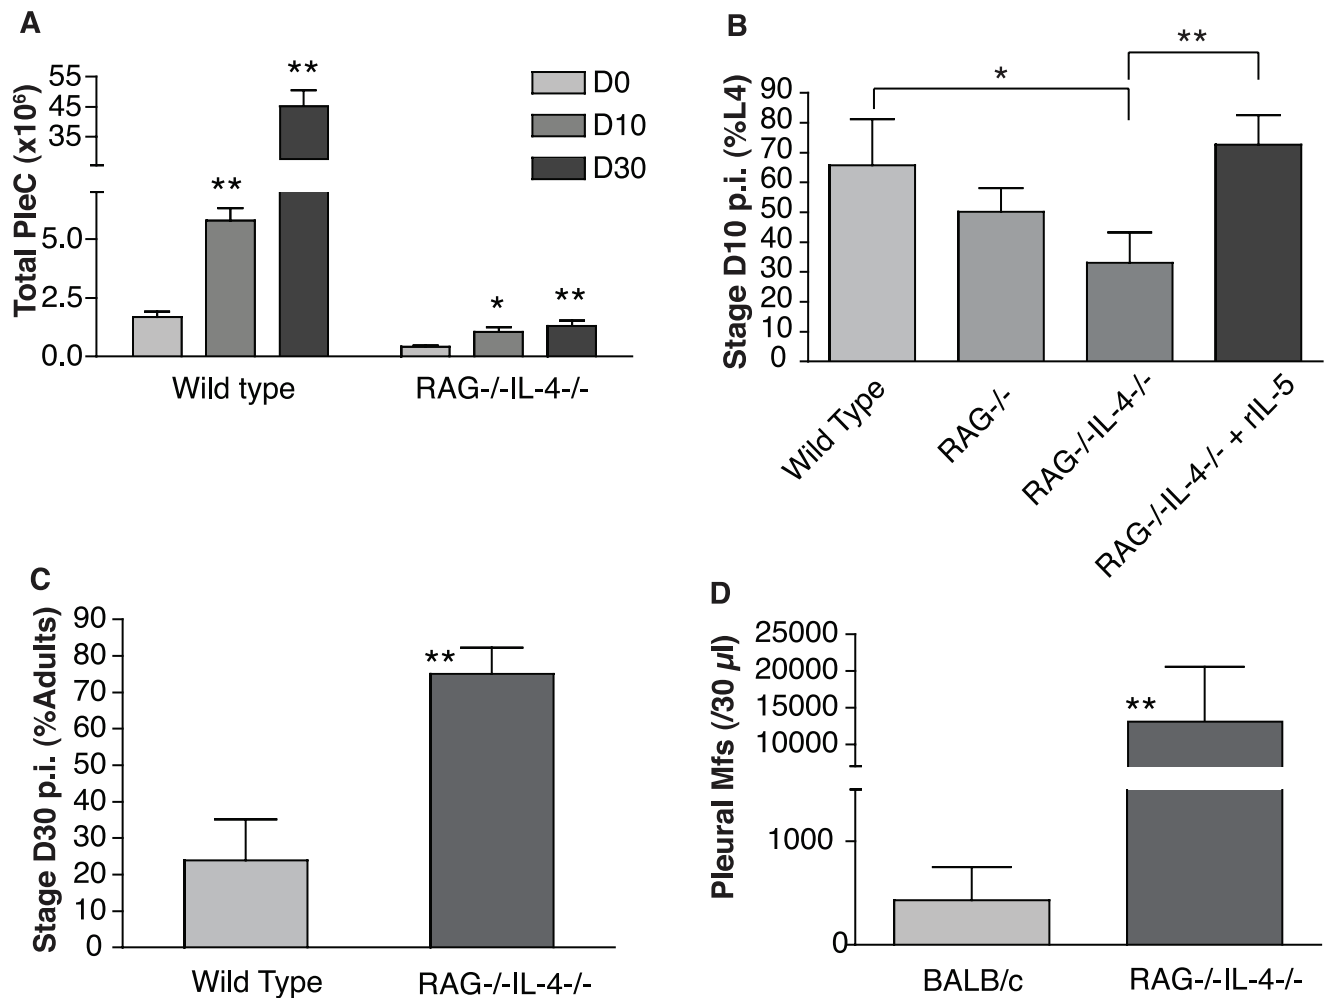 A
Total PleC (x10⁶)
55
45
35
5.0
2.5
0.0
**
**
*
**
D0
D10
D30
Wild type
RAG-/-IL-4-/-
B
Stage D10 p.i. (%L4)
90
80
70
60
50
40
30
20
10
0
*
**
Wild Type
RAG-/-
RAG-/-IL-4-/-
RAG-/-IL-4-/- + rIL-5
C
Stage D30 p.i. (%Adults)
90
80
70
60
50
40
30
20
10
0
**
Wild Type
RAG-/-IL-4-/-
D
Pleural Mfs (/30 µl)
25000
20000
15000
10000
1000
0
**
BALB/c
RAG-/-IL-4-/-